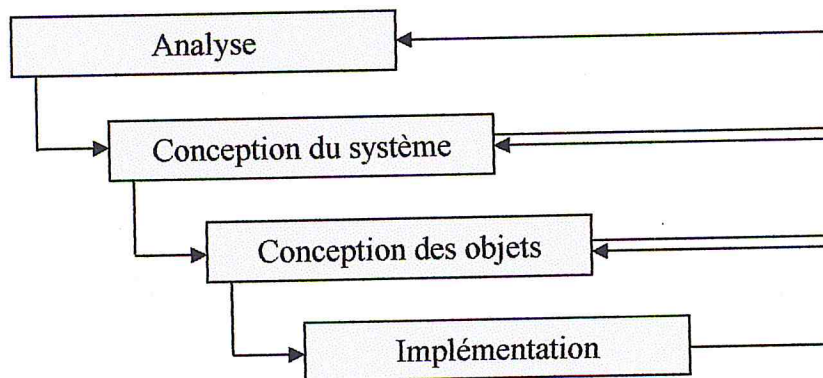 Analyse
Conception du système
Conception des objets
Implémentation